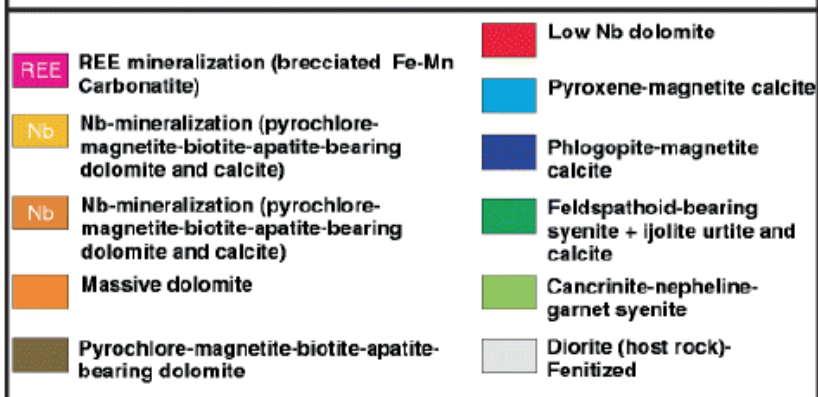 REE
REE mineralization (brecciated Fe-Mn
Carbonatite)
Nb
Nb-mineralization (pyrochlore-
magnetite-biotite-apatite-bearing
dolomite and calcite)
Nb
Nb-mineralization (pyrochlore-
magnetite-biotite-apatite-bearing
dolomite and calcite)
Massive dolomite
Pyrochlore-magnetite-biotite-apatite-
bearing dolomite
Low Nb dolomite
Pyroxene-magnetite calcite
Phlogopite-magnetite
calcite
Feldspathoid-bearing
syenite + ijolite urtite and
calcite
Cancrinite-nepheline-
garnet syenite
Diorite (host rock)-
Fenitized